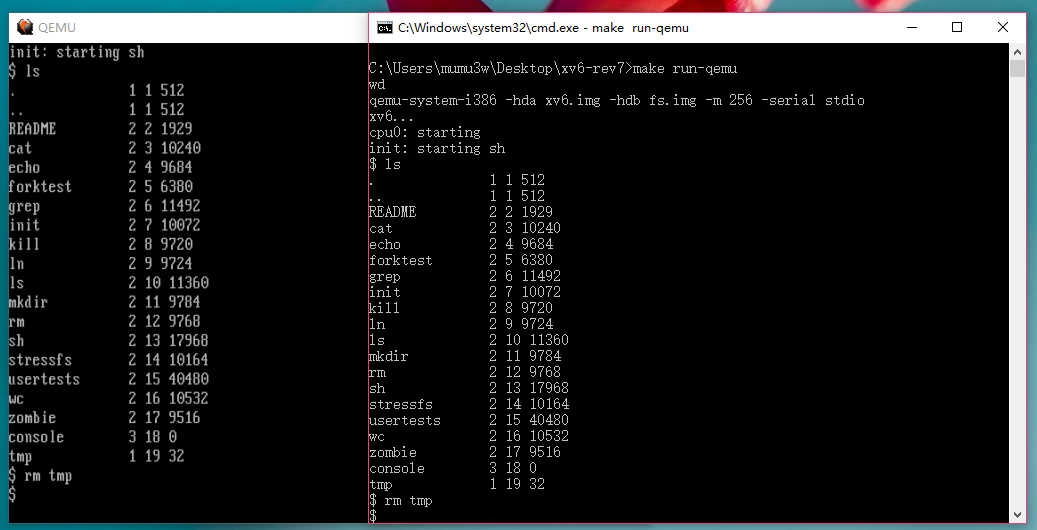 QEMU
init: starting sh
$ ls
. 1 1 512
.. 1 1 512
README 2 2 1929
cat 2 3 10240
echo 2 4 9684
forktest 2 5 6380
grep 2 6 11492
init 2 7 10072
kill 2 8 9720
ln 2 9 9724
ls 2 10 11360
mkdir 2 11 9784
rm 2 12 9768
sh 2 13 17968
stressfs 2 14 10164
usertests 2 15 40480
wc 2 16 10532
zombie 2 17 9516
console 3 18 0
tmp 1 19 32
$ rm tmp
$
C:\Windows\system32\cmd.exe - make run-qemu
C:\Users\mumu3w\Desktop\xv6-rev7>make run-qemu
wd
qemu-system-i386 -hda xv6.img -hdb fs.img -m 256 -serial stdio
xv6...
cpu0: starting
init: starting sh
$ ls
. 1 1 512
.. 1 1 512
README 2 2 1929
cat 2 3 10240
echo 2 4 9684
forktest 2 5 6380
grep 2 6 11492
init 2 7 10072
kill 2 8 9720
ln 2 9 9724
ls 2 10 11360
mkdir 2 11 9784
rm 2 12 9768
sh 2 13 17968
stressfs 2 14 10164
usertests 2 15 40480
wc 2 16 10532
zombie 2 17 9516
console 3 18 0
tmp 1 19 32
$ rm tmp
$